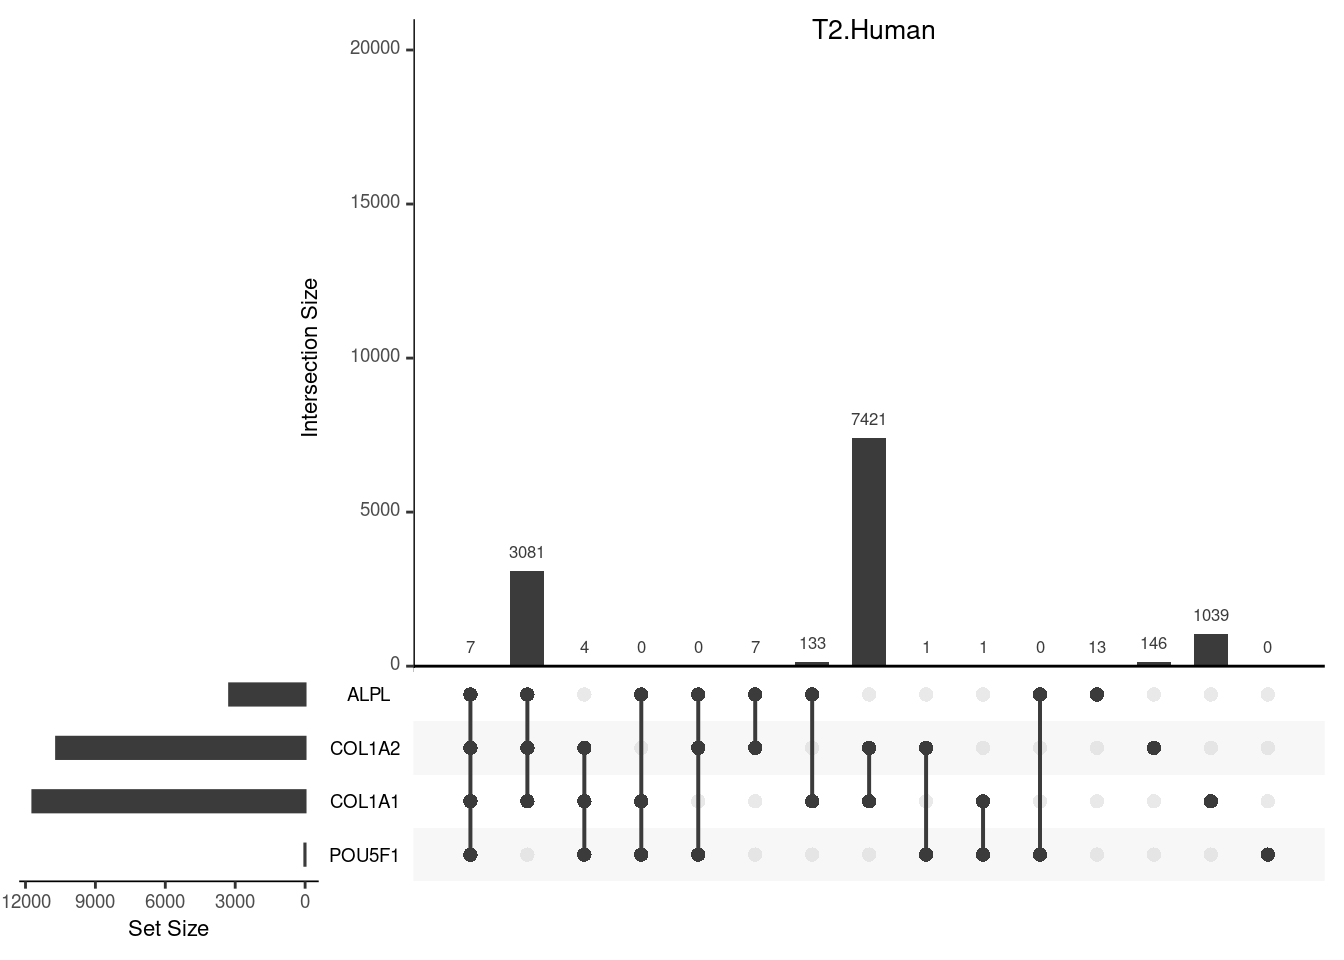 T2.Human
20000
15000
10000
5000
0
Intersection Size
7 3081 4 0 0 7 133 7421 1 1 0 13 146 1039 0
ALPL
COL1A2
COL1A1
POU5F1
12000 9000 6000 3000 0
Set Size